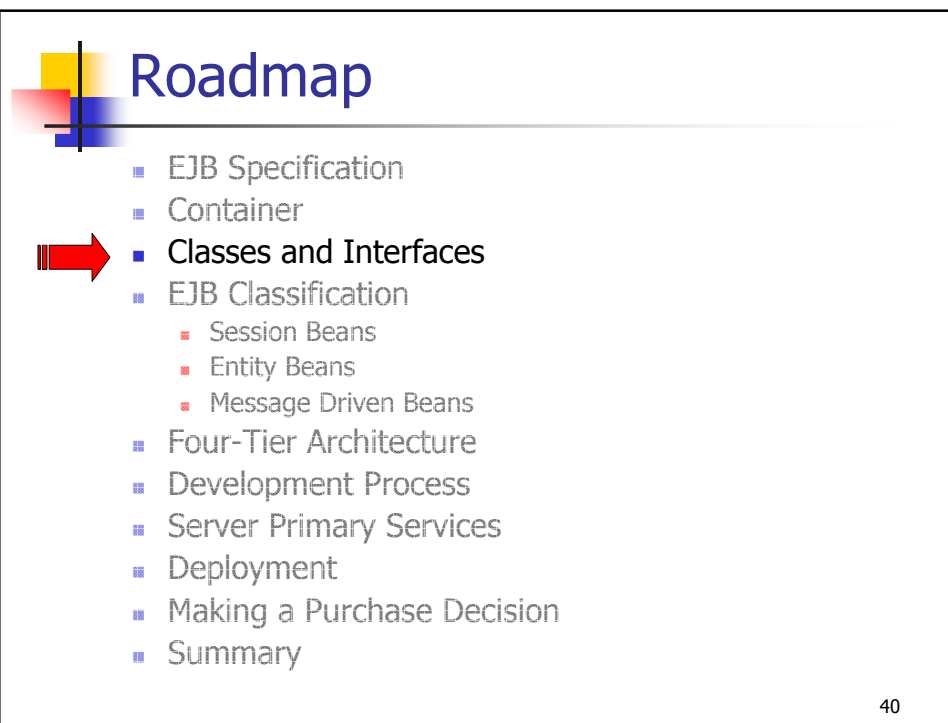 Roadmap
EJB Specification
Container
Classes and Interfaces
EJB Classification
Session Beans
Entity Beans
Message Driven Beans
Four-Tier Architecture
Development Process
Server Primary Services
Deployment
Making a Purchase Decision
Summary
40